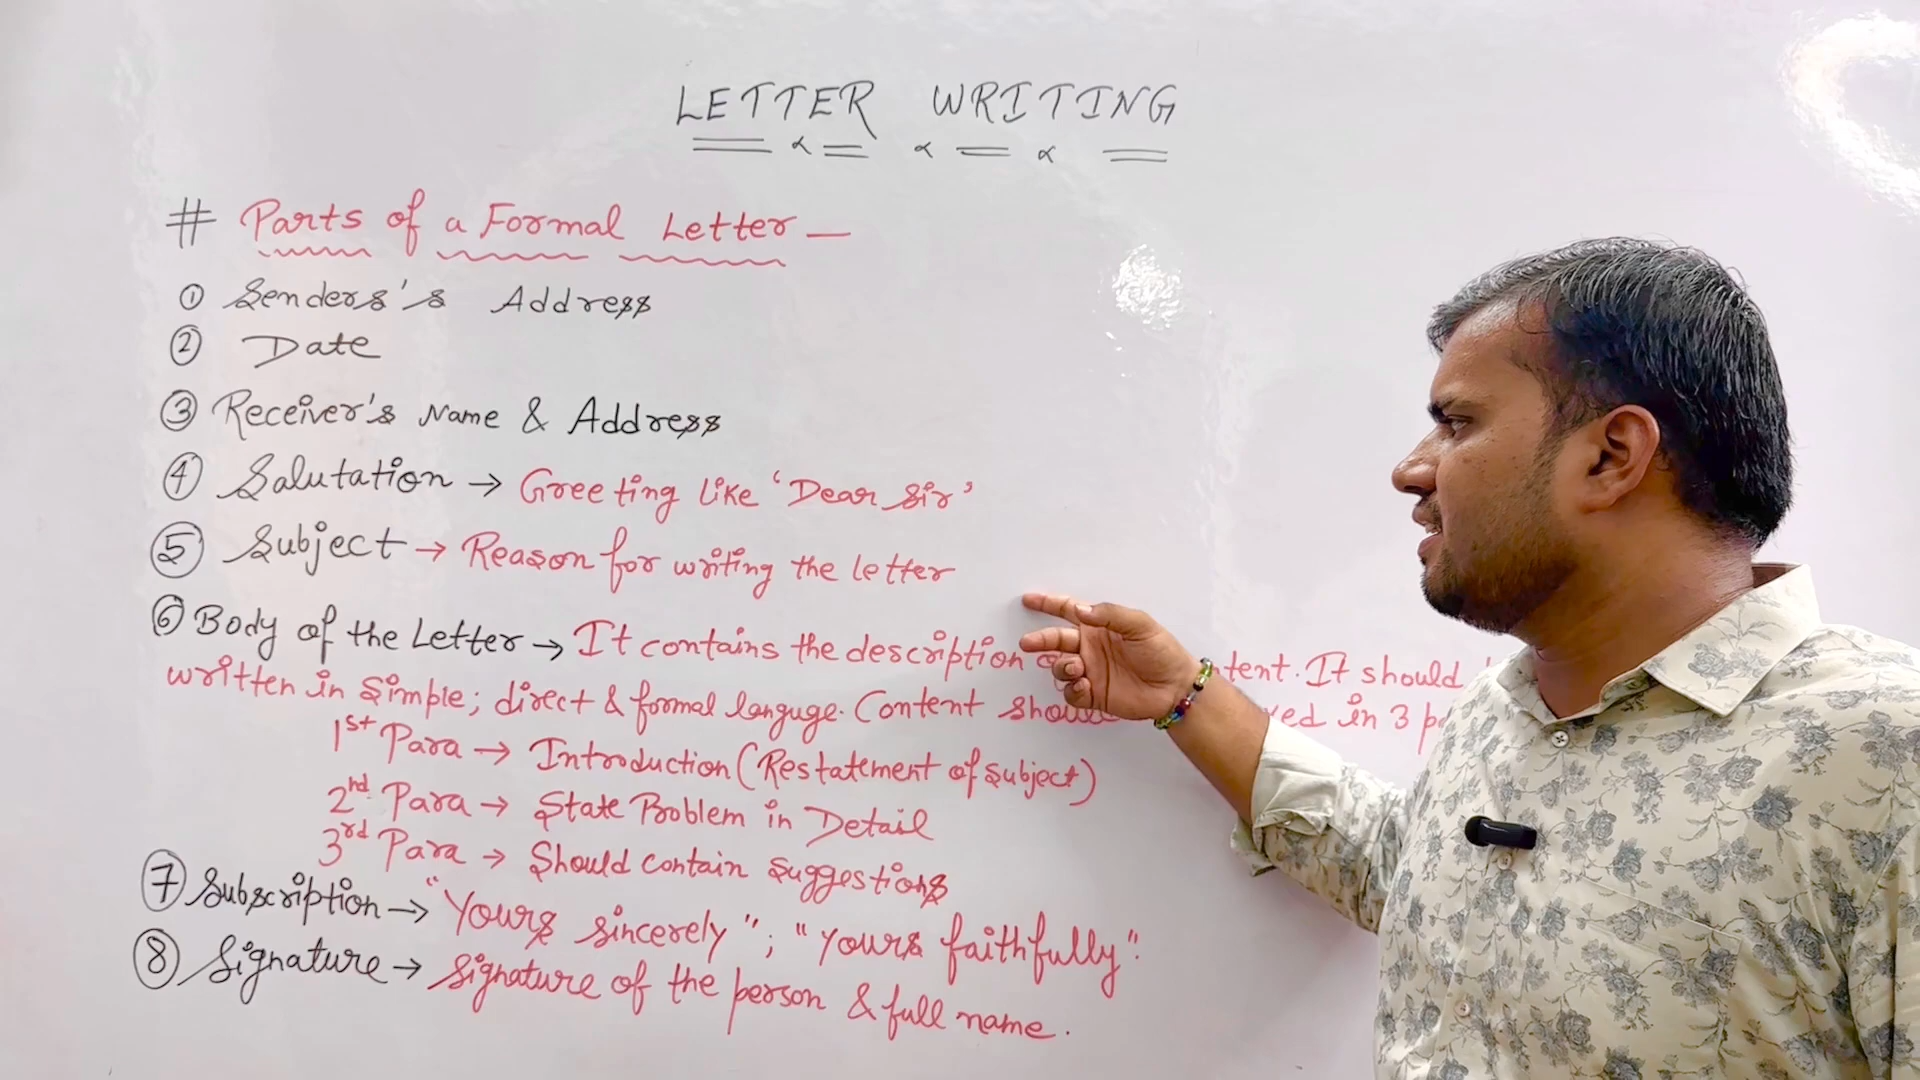 LETTER WRITING
# Parts of a Formal Letter —
① Senders's Address
② Date
③ Receiver's Name & Address
④ Salutation → Greeting like 'Dear Sir'
⑤ Subject → Reason for writing the letter
⑥ Body of the Letter → It contains the description ntent. It should
written in simple; direct & formal languge. Content should ed in 3 pa
1st Para → Introduction (Restatement of subject)
2nd Para → State Problem in Detail
3rd Para → Should contain suggestions
⑦ Subscription → "Yours sincerely"; "Yours faithfully".
⑧ Signature → Signature of the person & full name.